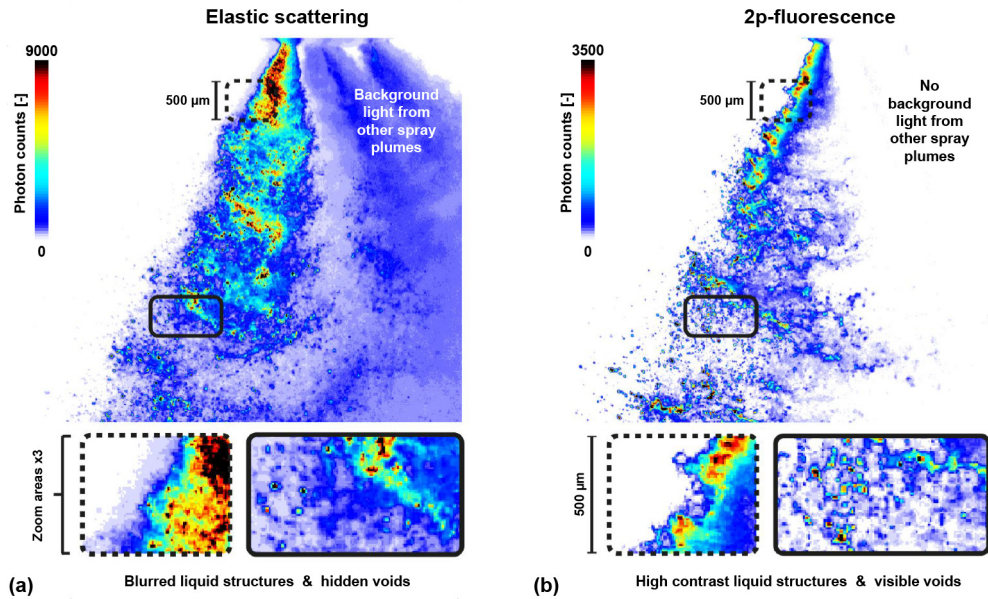 Elastic scattering
9000
Photon counts [-]
0
500 µm
Background
light from
other spray
plumes
Zoom areas x3
(a)
Blurred liquid structures & hidden voids
2p-fluorescence
3500
Photon counts [-]
0
500 µm
No
background
light from
other spray
plumes
500 µm
(b)
High contrast liquid structures & visible voids